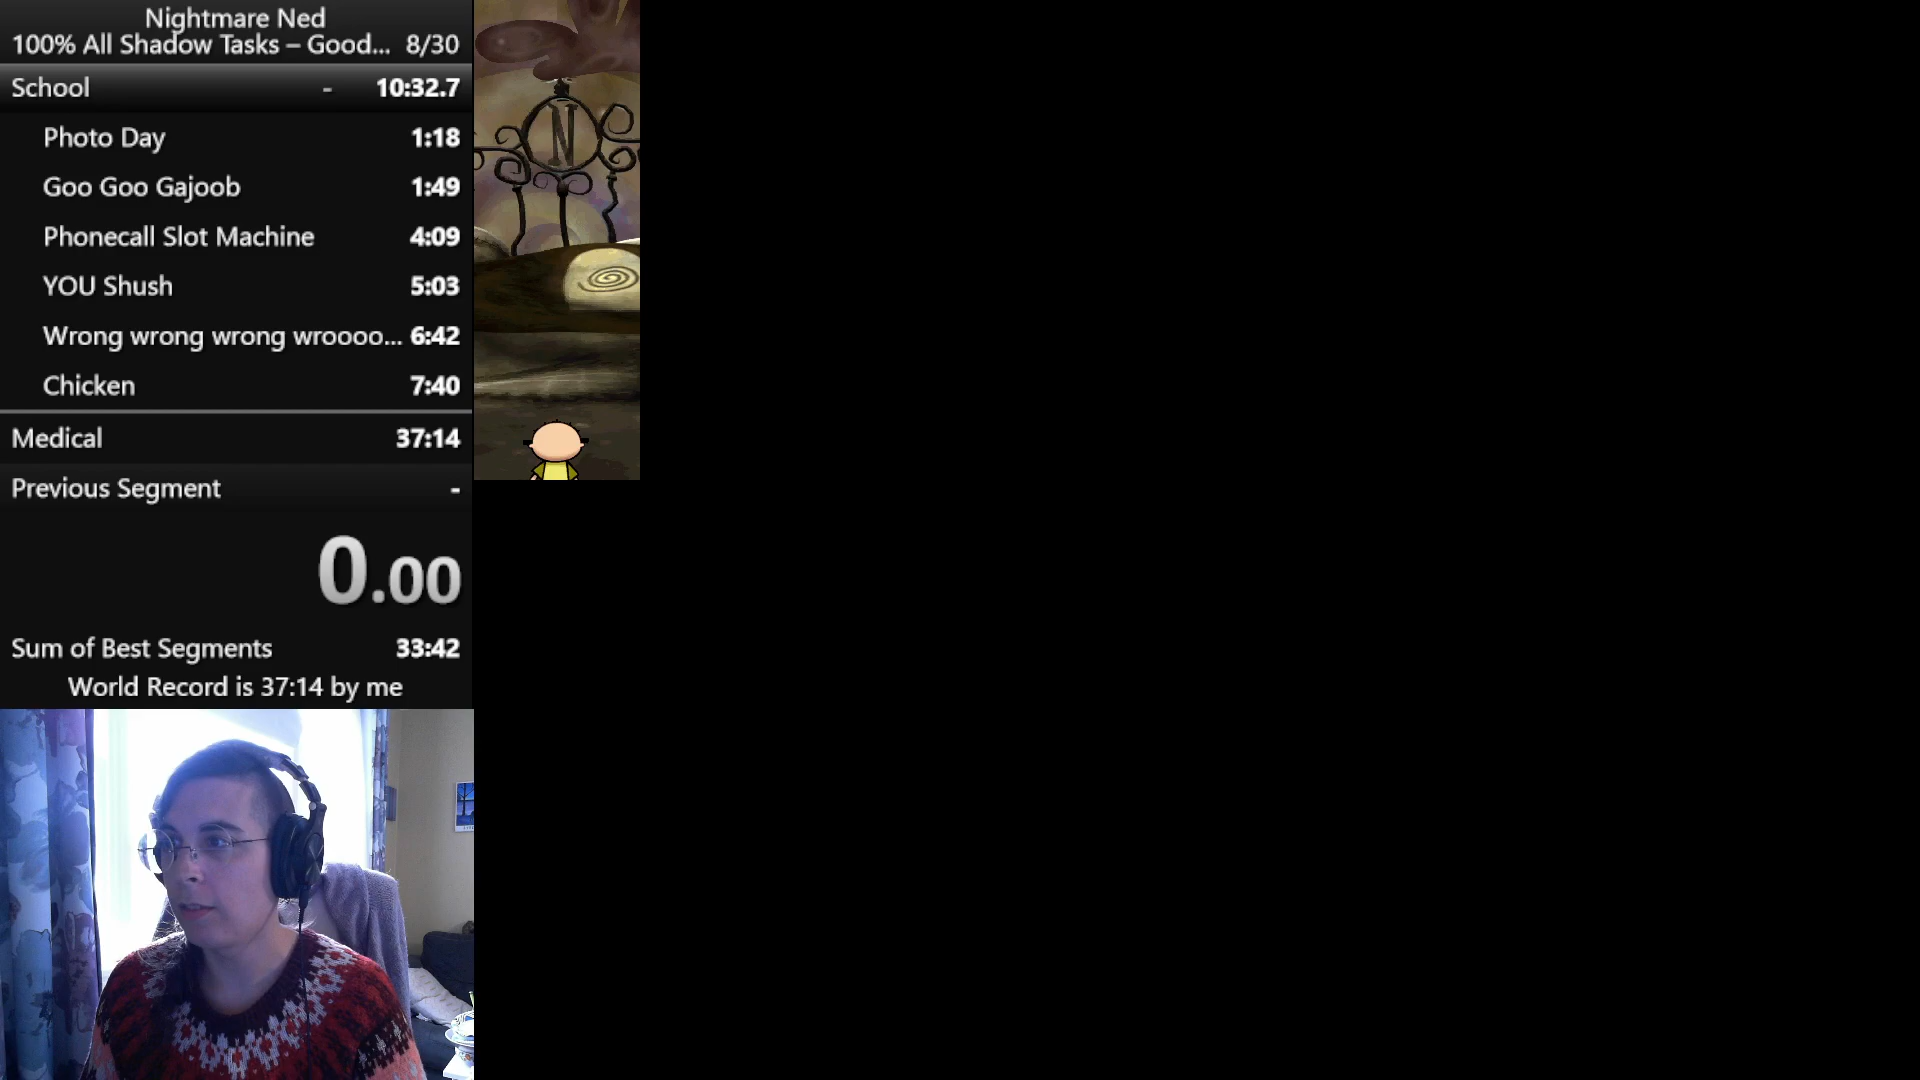 Nightmare Ned
100% All Shadow Tasks – Good... 8/30
School - 10:32.7
Photo Day 1:18
Goo Goo Gajoob 1:49
Phonecall Slot Machine 4:09
YOU Shush 5:03
Wrong wrong wrong wroooo... 6:42
Chicken 7:40
Medical 37:14
Previous Segment -
0.00
Sum of Best Segments 33:42
World Record is 37:14 by me
N